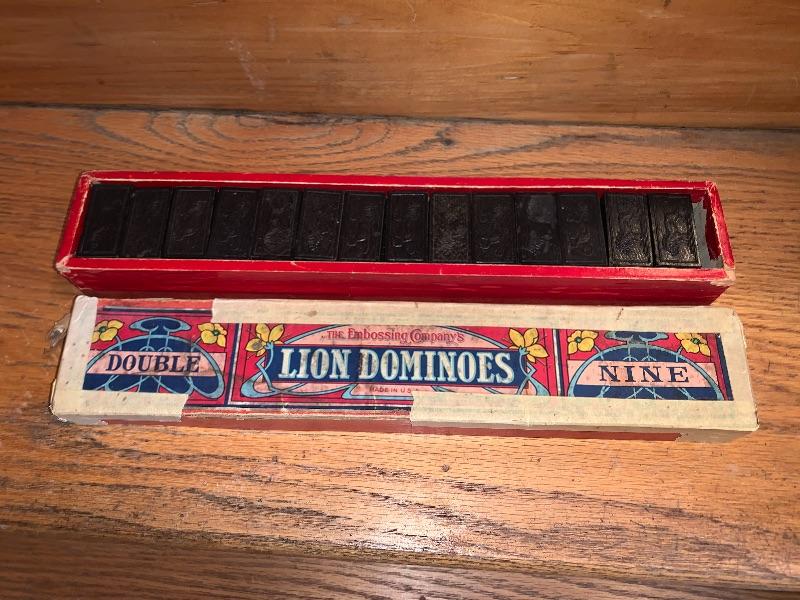 THE Embossing Company's
DOUBLE LION DOMINOES NINE
MADE IN U.S.A.